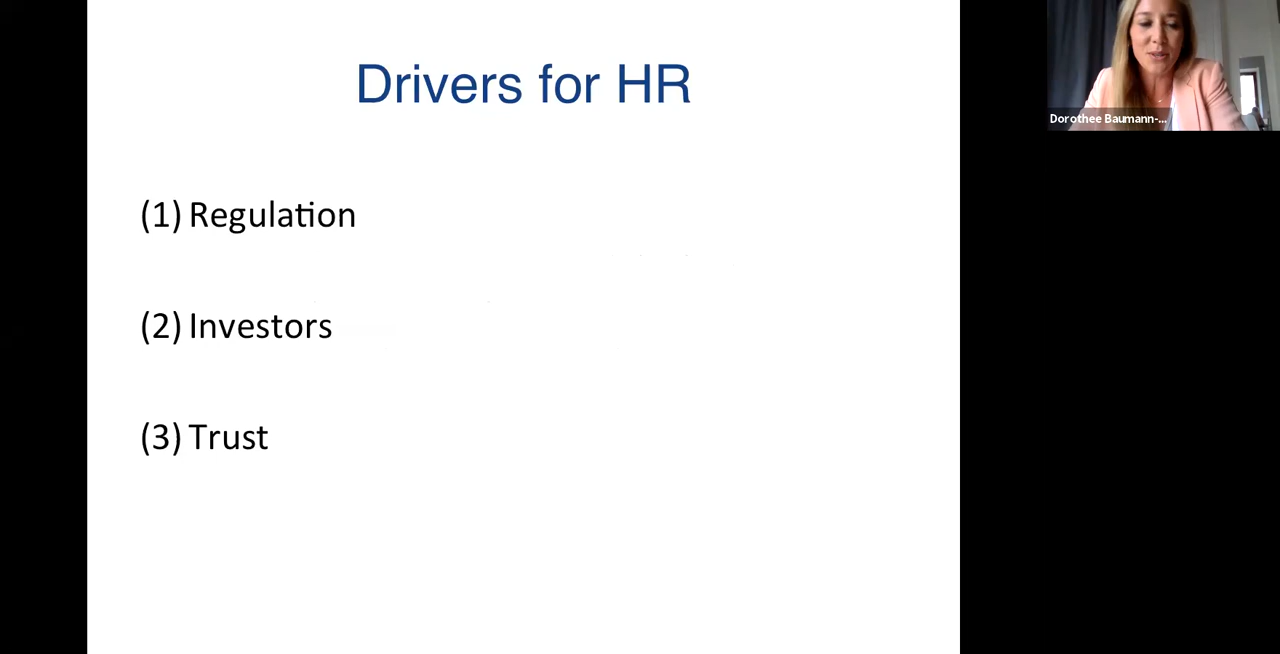 Drivers for HR
(1) Regulation
(2) Investors
(3) Trust
Dorothee Baumann-...